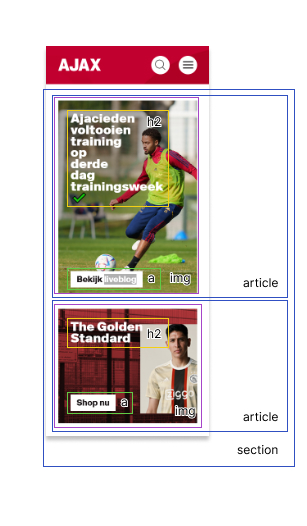 AJAX
Ajacieden
voltooien
training
op
derde
dag
trainingsweek
h2
Bekijk liveblog
a
img
article
The Golden
Standard
h2
Shop nu
a
img
article
section